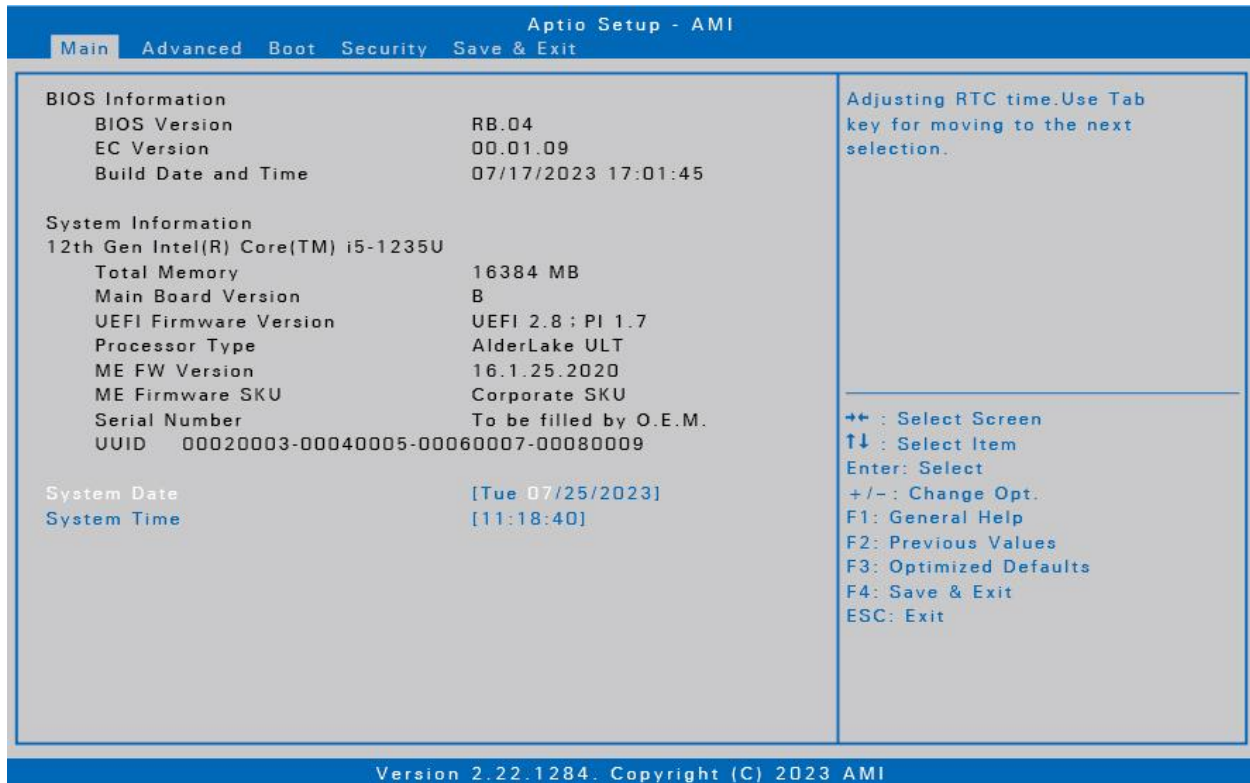 Aptio Setup - AMI
Main Advanced Boot Security Save & Exit
BIOS Information
BIOS Version RB.04
EC Version 00.01.09
Build Date and Time 07/17/2023 17:01:45
System Information
12th Gen Intel(R) Core(TM) i5-1235U
Total Memory 16384 MB
Main Board Version B
UEFI Firmware Version UEFI 2.8 ; PI 1.7
Processor Type AlderLake ULT
ME FW Version 16.1.25.2020
ME Firmware SKU Corporate SKU
Serial Number To be filled by O.E.M.
UUID 00020003-00040005-00060007-00080009
System Date [Tue 07/25/2023]
System Time [11:18:40]
Adjusting RTC time.Use Tab
key for moving to the next
selection.
→← : Select Screen
↑↓ : Select Item
Enter: Select
+/-: Change Opt.
F1: General Help
F2: Previous Values
F3: Optimized Defaults
F4: Save & Exit
ESC: Exit
Version 2.22.1284. Copyright (C) 2023 AMI